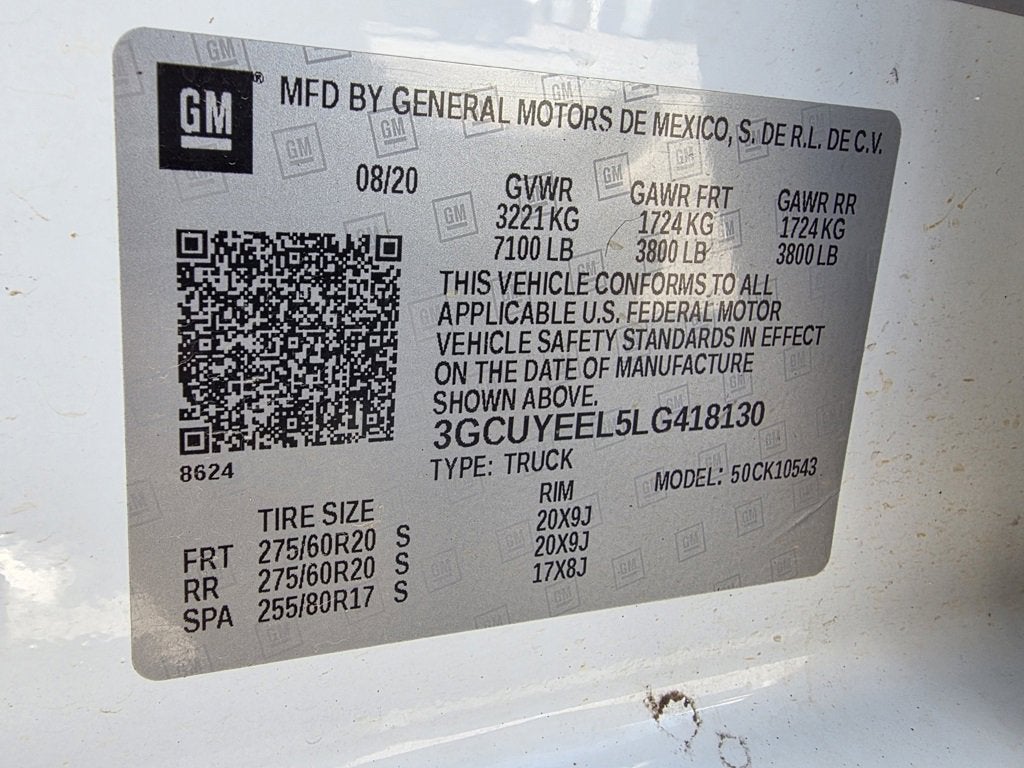 GM® MFD BY GENERAL MOTORS DE MEXICO, S. DE R.L. DE C.V.
08/20 GVWR GAWR FRT GAWR RR
3221 KG 1724 KG 1724 KG
7100 LB 3800 LB 3800 LB
THIS VEHICLE CONFORMS TO ALL
APPLICABLE U.S. FEDERAL MOTOR
VEHICLE SAFETY STANDARDS IN EFFECT
ON THE DATE OF MANUFACTURE
SHOWN ABOVE.
3GCUYEEL5LG418130
8624 TYPE: TRUCK MODEL: 50CK10543
TIRE SIZE RIM
FRT 275/60R20 S 20X9J
RR 275/60R20 S 20X9J
SPA 255/80R17 S 17X8J